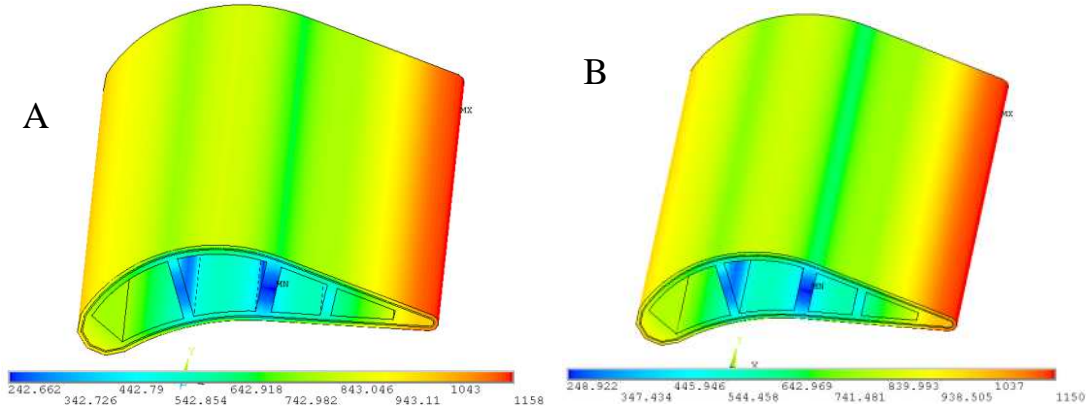 A
MX
MN
Y
242.662 442.79 642.918 843.046 1043
342.726 542.854 742.982 943.11 1158
B
MX
MN
Y
X
248.922 445.946 642.969 839.993 1037
347.434 544.458 741.481 938.505 1150